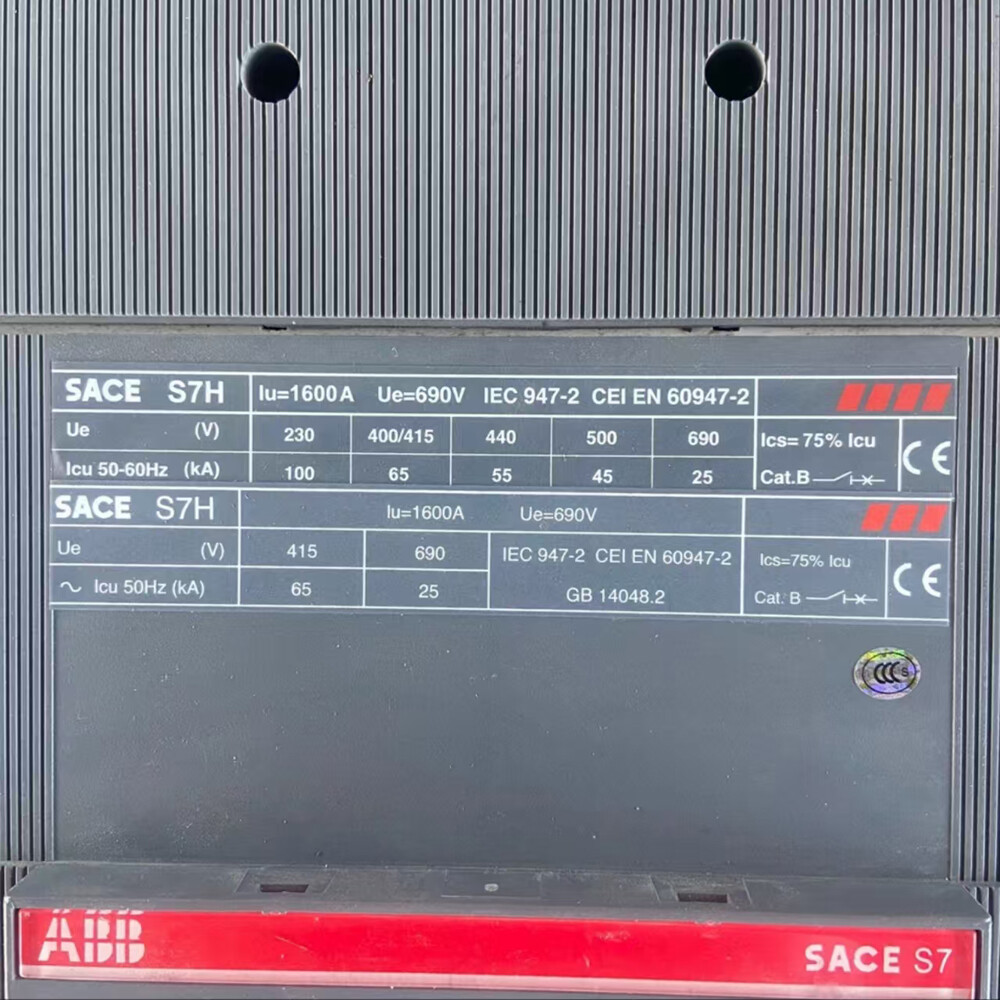 SACE S7H Iu=1600A Ue=690V IEC 947-2 CEI EN 60947-2
Ue (V) 230 400/415 440 500 690 Ics= 75% Icu CE
Icu 50-60Hz (kA) 100 65 55 45 25 Cat.B
SACE S7H Iu=1600A Ue=690V
Ue (V) 415 690 IEC 947-2 CEI EN 60947-2 Ics=75% Icu CE
~ Icu 50Hz (kA) 65 25 GB 14048.2 Cat. B
CCC S
ABB SACE S7